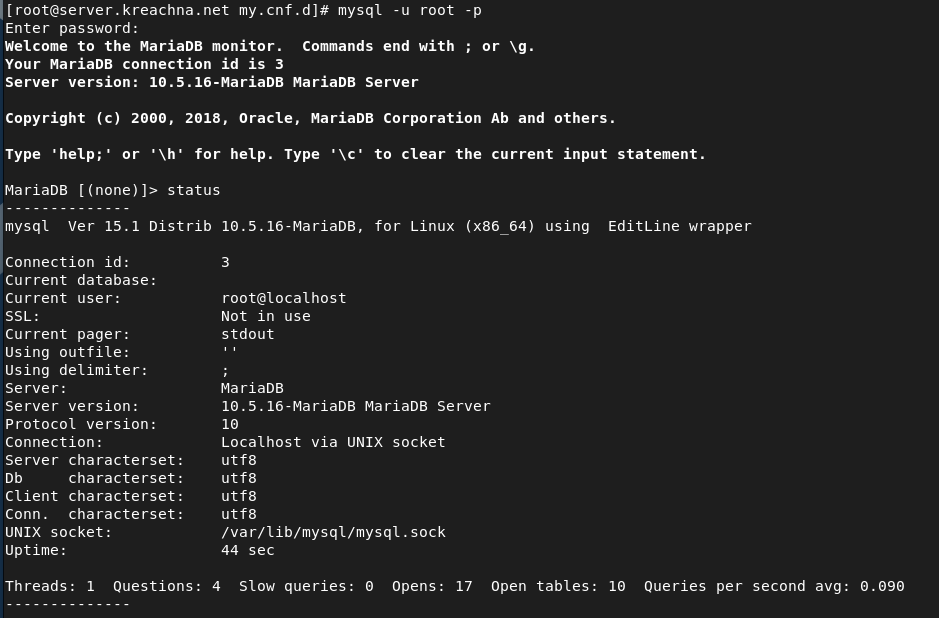 [root@server.kreachna.net my.cnf.d]# mysql -u root -p
Enter password:
Welcome to the MariaDB monitor.  Commands end with ; or \g.
Your MariaDB connection id is 3
Server version: 10.5.16-MariaDB MariaDB Server

Copyright (c) 2000, 2018, Oracle, MariaDB Corporation Ab and others.

Type 'help;' or '\h' for help. Type '\c' to clear the current input statement.

MariaDB [(none)]> status
--------------
mysql  Ver 15.1 Distrib 10.5.16-MariaDB, for Linux (x86_64) using  EditLine wrapper

Connection id:          3
Current database:
Current user:           root@localhost
SSL:                    Not in use
Current pager:          stdout
Using outfile:          ''
Using delimiter:        ;
Server:                 MariaDB
Server version:         10.5.16-MariaDB MariaDB Server
Protocol version:       10
Connection:             Localhost via UNIX socket
Server characterset:    utf8
Db     characterset:    utf8
Client characterset:    utf8
Conn.  characterset:    utf8
UNIX socket:            /var/lib/mysql/mysql.sock
Uptime:                 44 sec

Threads: 1  Questions: 4  Slow queries: 0  Opens: 17  Open tables: 10  Queries per second avg: 0.090
--------------